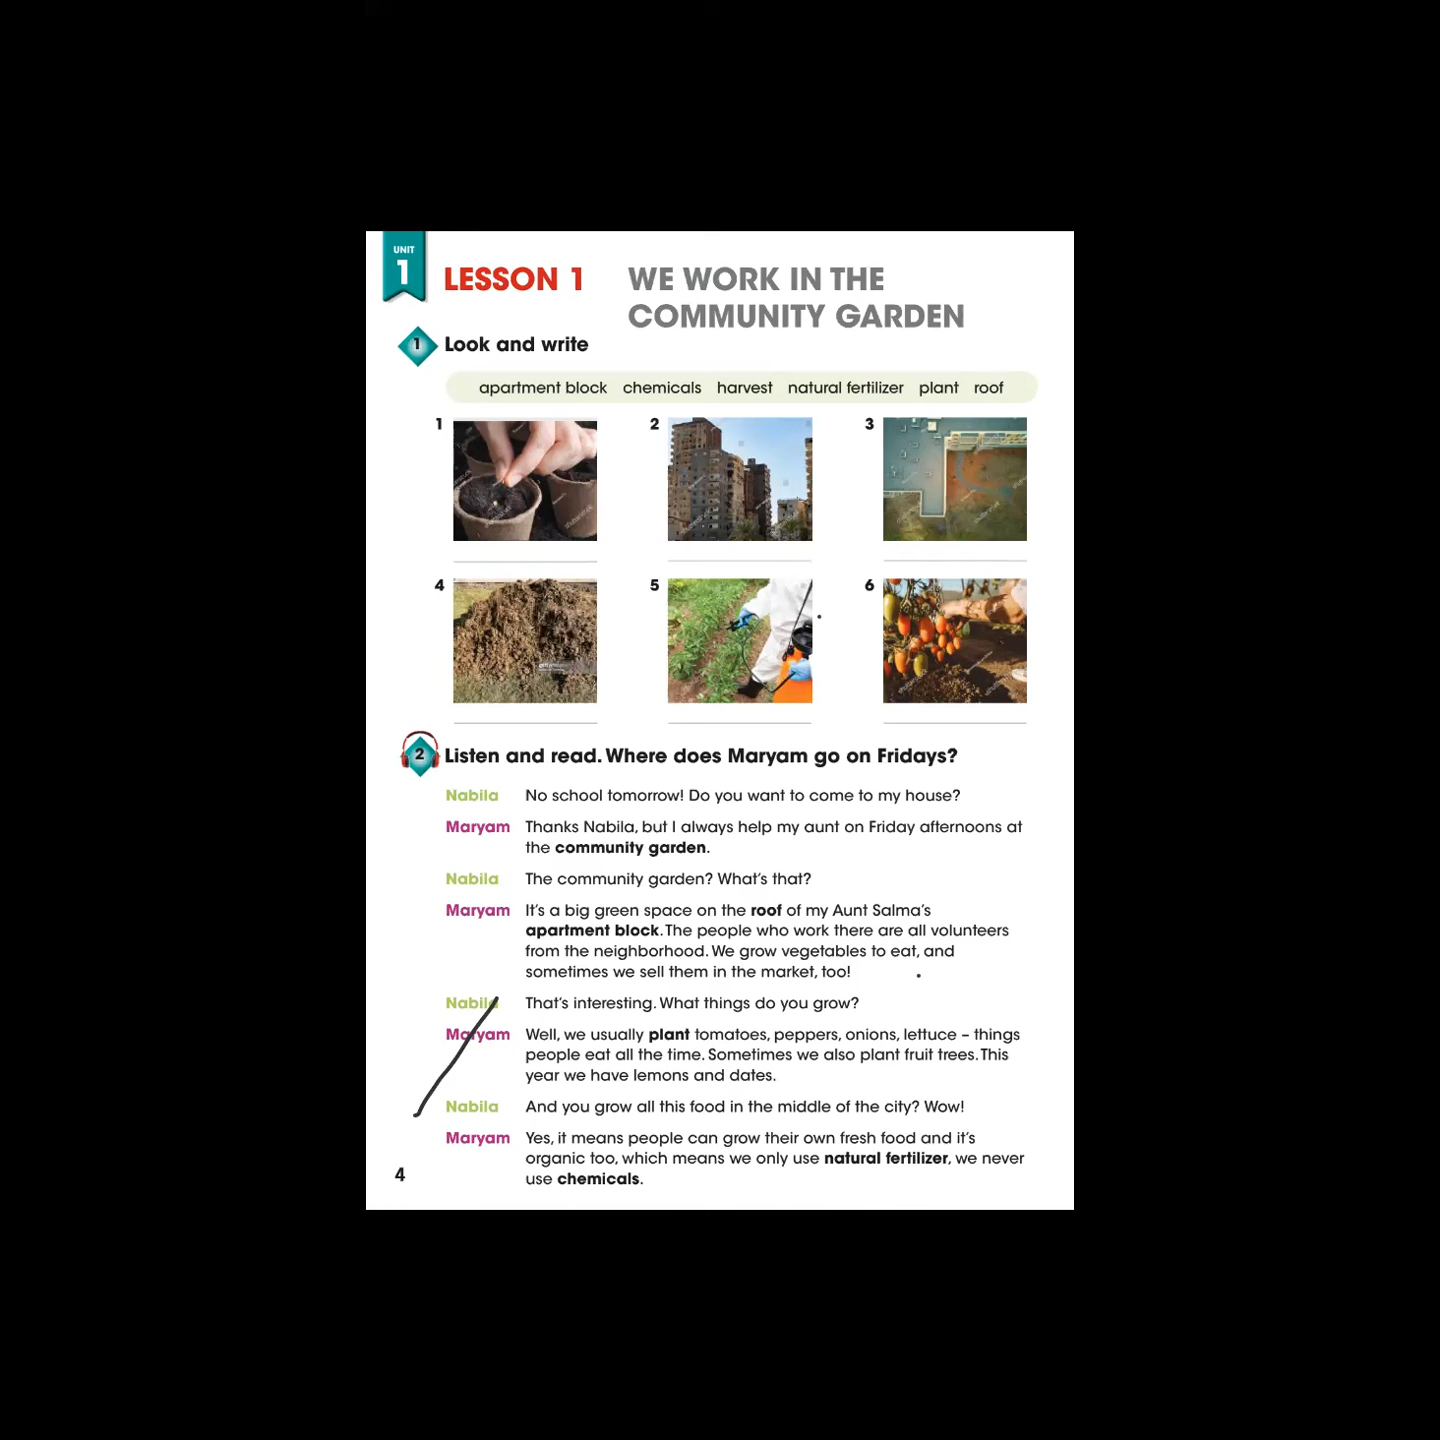 UNIT
1
LESSON 1
WE WORK IN THE
COMMUNITY GARDEN
1 Look and write
apartment block chemicals harvest natural fertilizer plant roof
1
2
3
4
5
6
2 Listen and read. Where does Maryam go on Fridays?
Nabila No school tomorrow! Do you want to come to my house?
Maryam Thanks Nabila, but I always help my aunt on Friday afternoons at
the community garden.
Nabila The community garden? What's that?
Maryam It's a big green space on the roof of my Aunt Salma's
apartment block. The people who work there are all volunteers
from the neighborhood. We grow vegetables to eat, and
sometimes we sell them in the market, too!
Nabila That's interesting. What things do you grow?
Maryam Well, we usually plant tomatoes, peppers, onions, lettuce – things
people eat all the time. Sometimes we also plant fruit trees. This
year we have lemons and dates.
Nabila And you grow all this food in the middle of the city? Wow!
Maryam Yes, it means people can grow their own fresh food and it's
organic too, which means we only use natural fertilizer, we never
use chemicals.
4